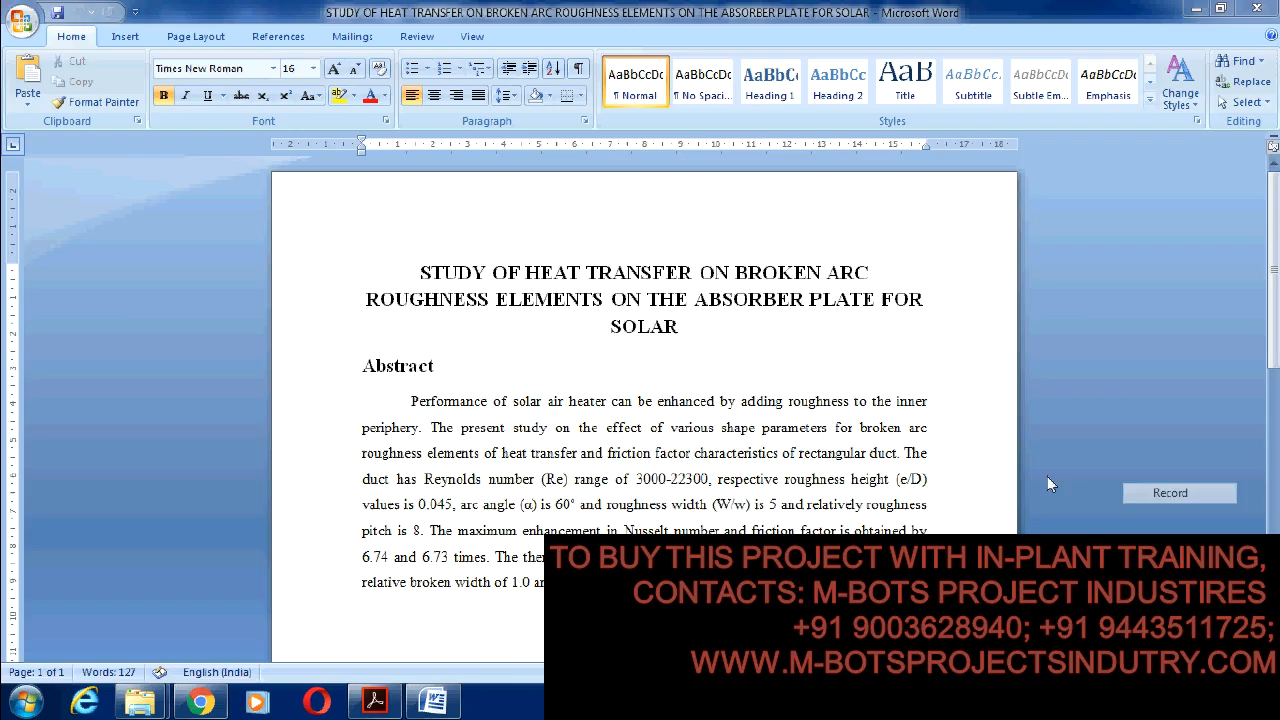 STUDY OF HEAT TRANSFER ON BROKEN ARC ROUGHNESS ELEMENTS ON THE ABSORBER PLATE FOR SOLAR - Microsoft Word
Home Insert Page Layout References Mailings Review View
Paste
Cut
Copy
Format Painter
Clipboard
Times New Roman 16
Font
Paragraph
AaBbCcDc AaBbCcDc AaBbC AaBbCc AaB AaBbCc. AaBbCcDc AaBbCcDc
¶ Normal ¶ No Spaci... Heading 1 Heading 2 Title Subtitle Subtle Em... Emphasis
Change Styles
Styles
Find
Replace
Select
Editing
STUDY OF HEAT TRANSFER ON BROKEN ARC
ROUGHNESS ELEMENTS ON THE ABSORBER PLATE FOR
SOLAR
Abstract
Performance of solar air heater can be enhanced by adding roughness to the inner
periphery. The present study on the effect of various shape parameters for broken arc
roughness elements of heat transfer and friction factor characteristics of rectangular duct. The
duct has Reynolds number (Re) range of 3000-22300, respective roughness height (e/D)
values is 0.045, arc angle (α) is 60° and roughness width (W/w) is 5 and relatively roughness
pitch is 8. The maximum enhancement in Nusselt number and friction factor is obtained by
6.74 and 6.73 times. The
relative broken width of 1.0
Record
TO BUY THIS PROJECT WITH IN-PLANT TRAINING,
CONTACTS: M-BOTS PROJECT INDUSTIRES
+91 9003628940; +91 9443511725;
WWW.M-BOTSPROJECTSINDUTRY.COM
Page: 1 of 1 Words: 127 English (India)